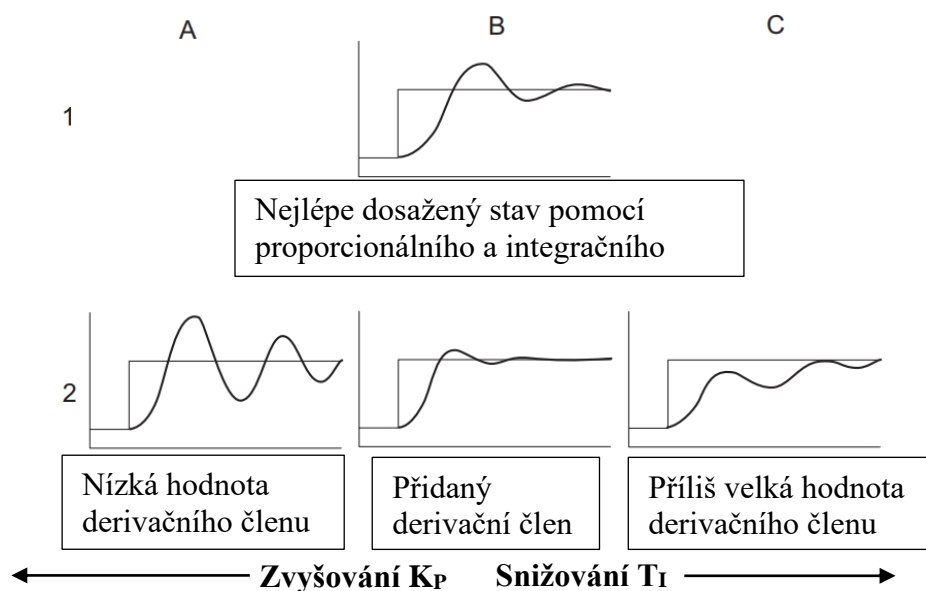 A
B
C
1
Nejlépe dosažený stav pomocí
proporcionálního a integračního
2
Nízká hodnota
derivačního členu
Přidaný
derivační člen
Příliš velká hodnota
derivačního členu
Zvyšování KP Snižování TI